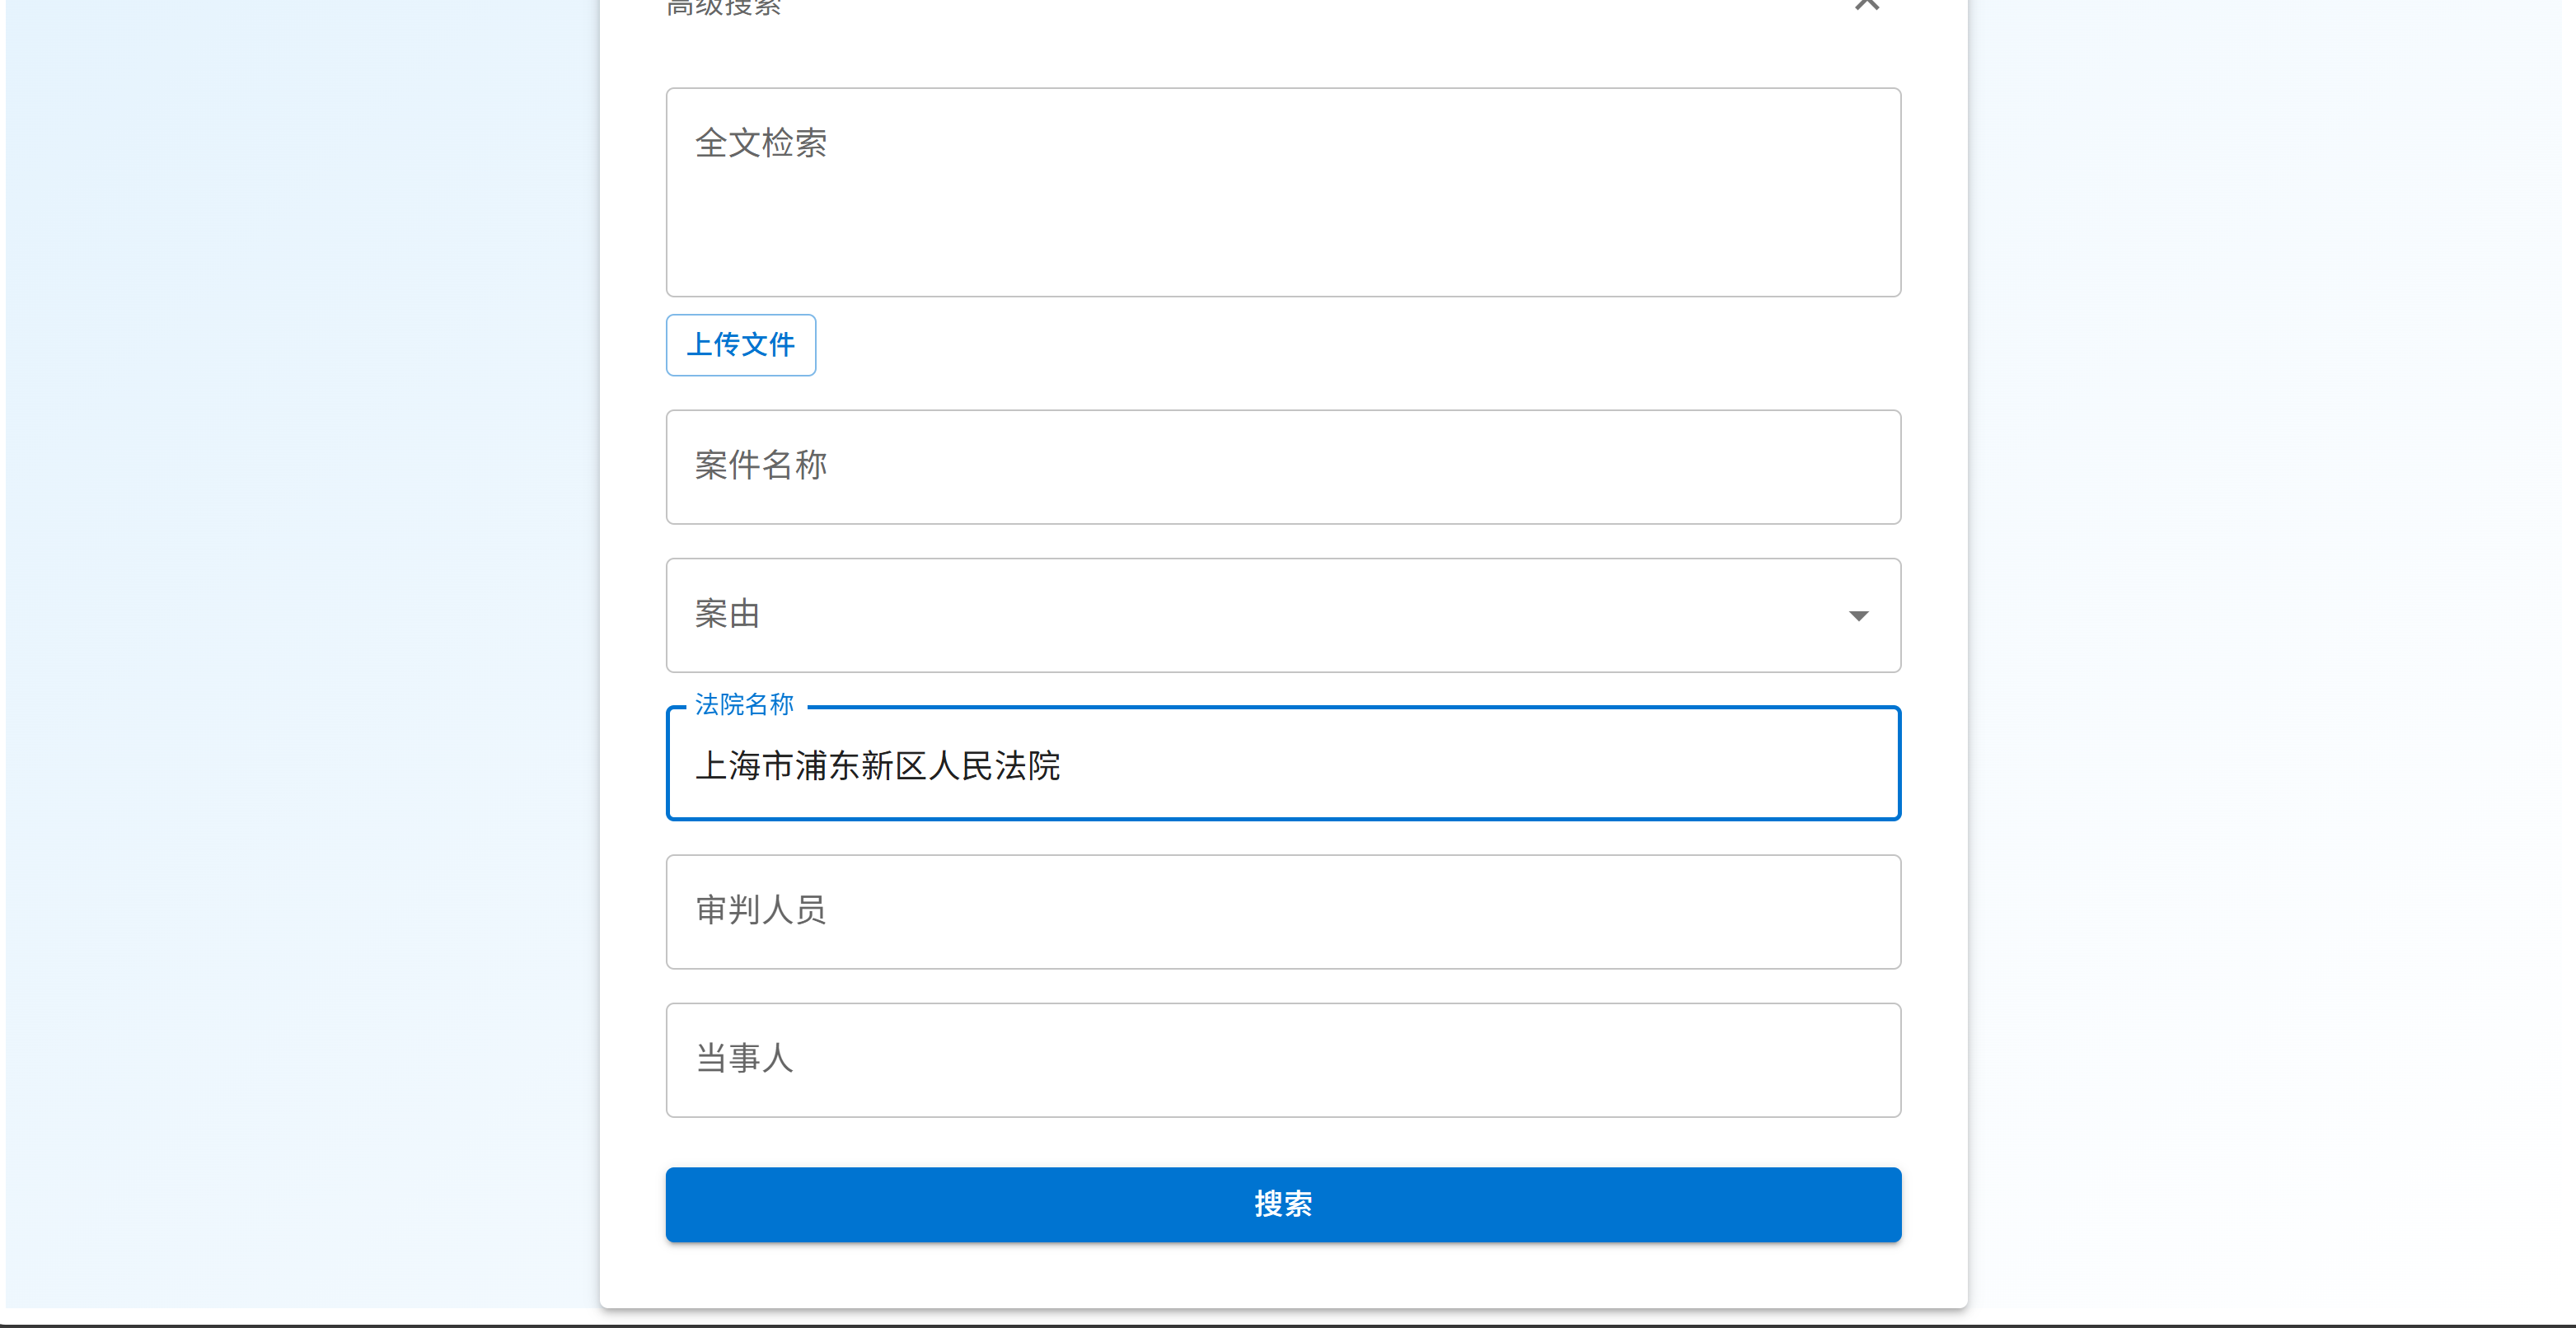 高级搜索
全文检索
上传文件
案件名称
案由
法院名称
上海市浦东新区人民法院
审判人员
当事人
搜索